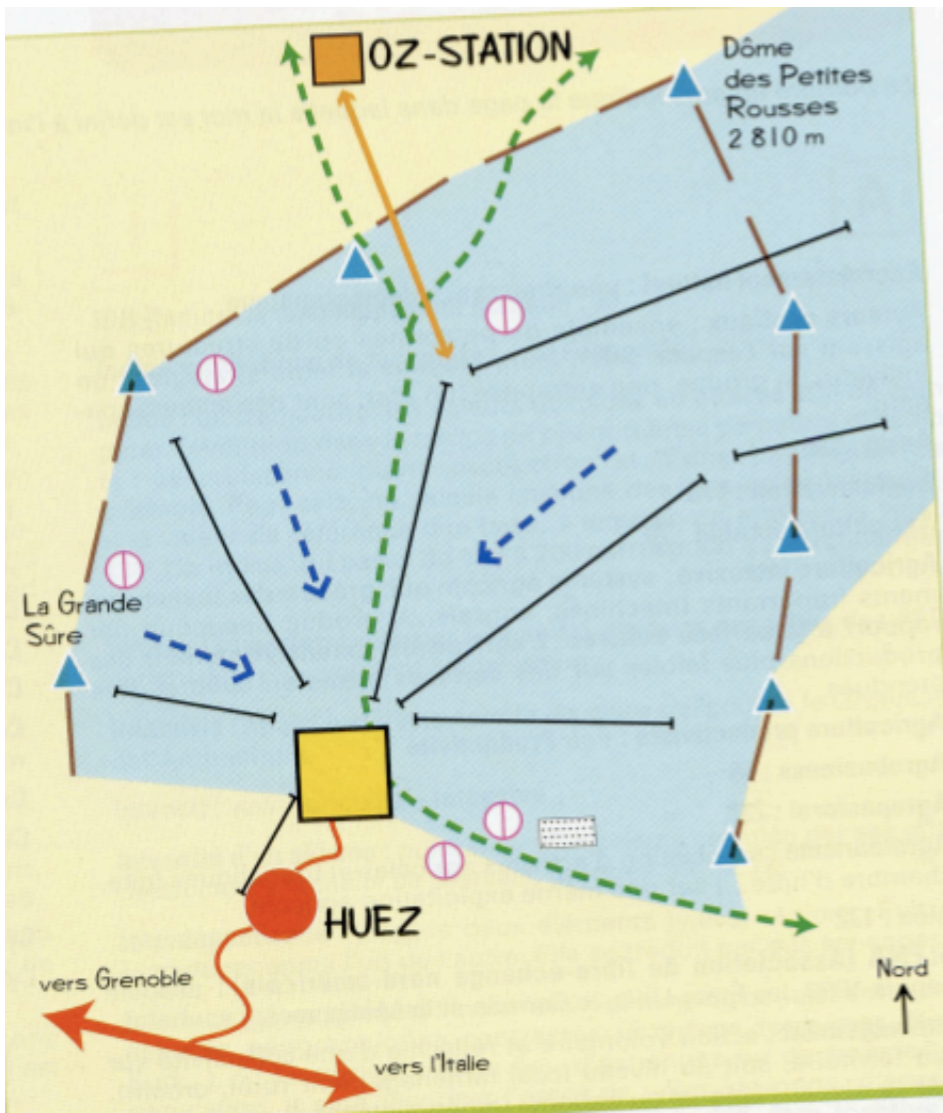 OZ-STATION
Dôme
des Petites
Rousses
2 810 m
La Grande
Sûre
HUEZ
vers Grenoble
vers l'Italie
Nord